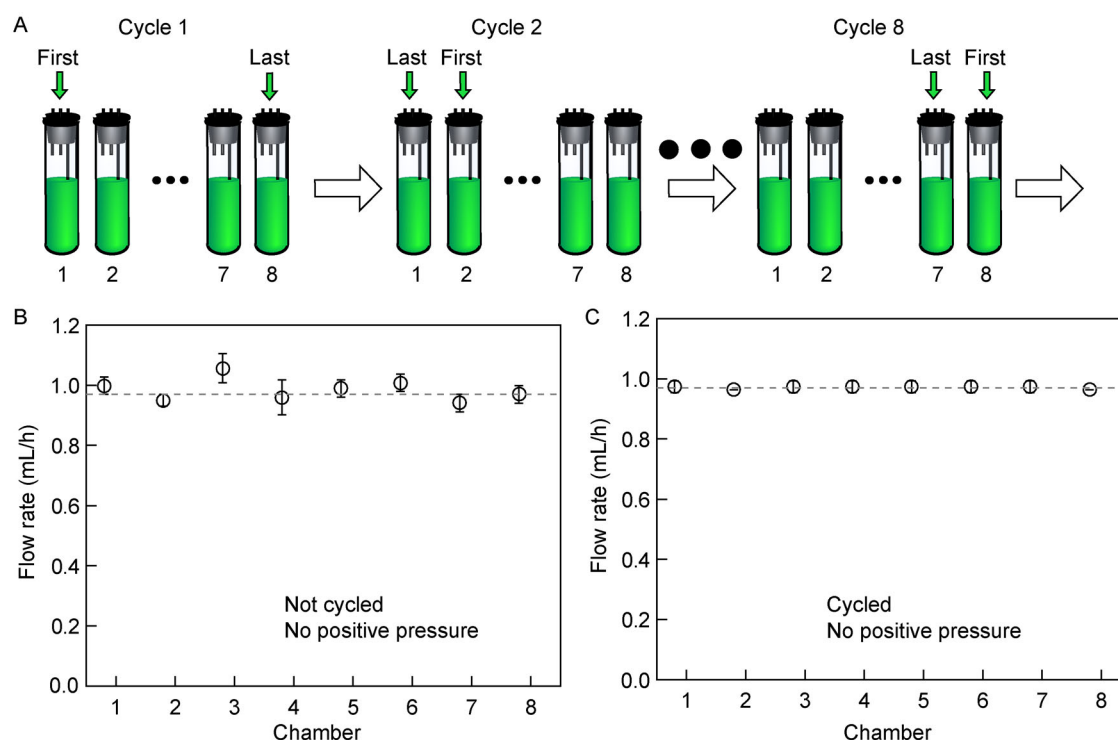 A
Cycle 1 Cycle 2 Cycle 8
First Last Last First Last First
1 2 7 8 1 2 7 8 1 2 7 8
B
1.2
1.0
0.8
0.6
0.4
0.2
0.0
Flow rate (mL/h)
Not cycled
No positive pressure
1 2 3 4 5 6 7 8
Chamber
C
1.2
1.0
0.8
0.6
0.4
0.2
0.0
Flow rate (mL/h)
Cycled
No positive pressure
1 2 3 4 5 6 7 8
Chamber